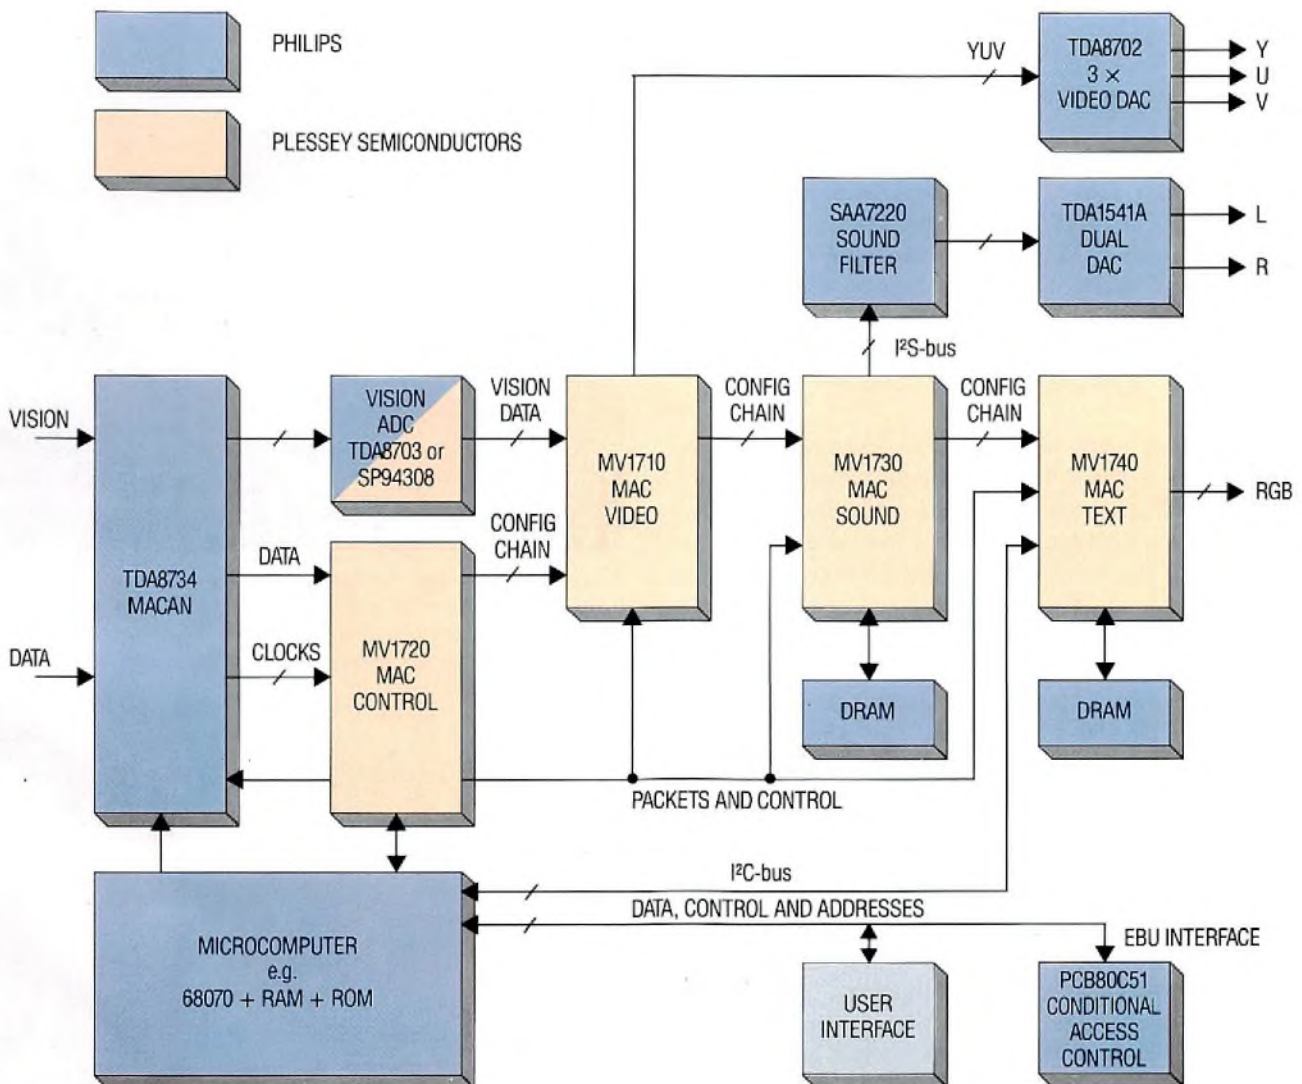 PHILIPS
PLESSEY SEMICONDUCTORS
YUV
TDA8702
3 ×
VIDEO DAC
Y
U
V
SAA7220
SOUND
FILTER
TDA1541A
DUAL
DAC
L
R
I²S-bus
VISION
VISION
ADC
TDA8703 or
SP94308
VISION
DATA
MV1710
MAC
VIDEO
CONFIG
CHAIN
MV1730
MAC
SOUND
CONFIG
CHAIN
MV1740
MAC
TEXT
RGB
CONFIG
CHAIN
TDA8734
MACAN
DATA
CLOCKS
DATA
MV1720
MAC
CONTROL
DRAM
DRAM
PACKETS AND CONTROL
I²C-bus
DATA, CONTROL AND ADDRESSES
EBU INTERFACE
MICROCOMPUTER
e.g.
68070 + RAM + ROM
USER
INTERFACE
PCB80C51
CONDITIONAL
ACCESS
CONTROL